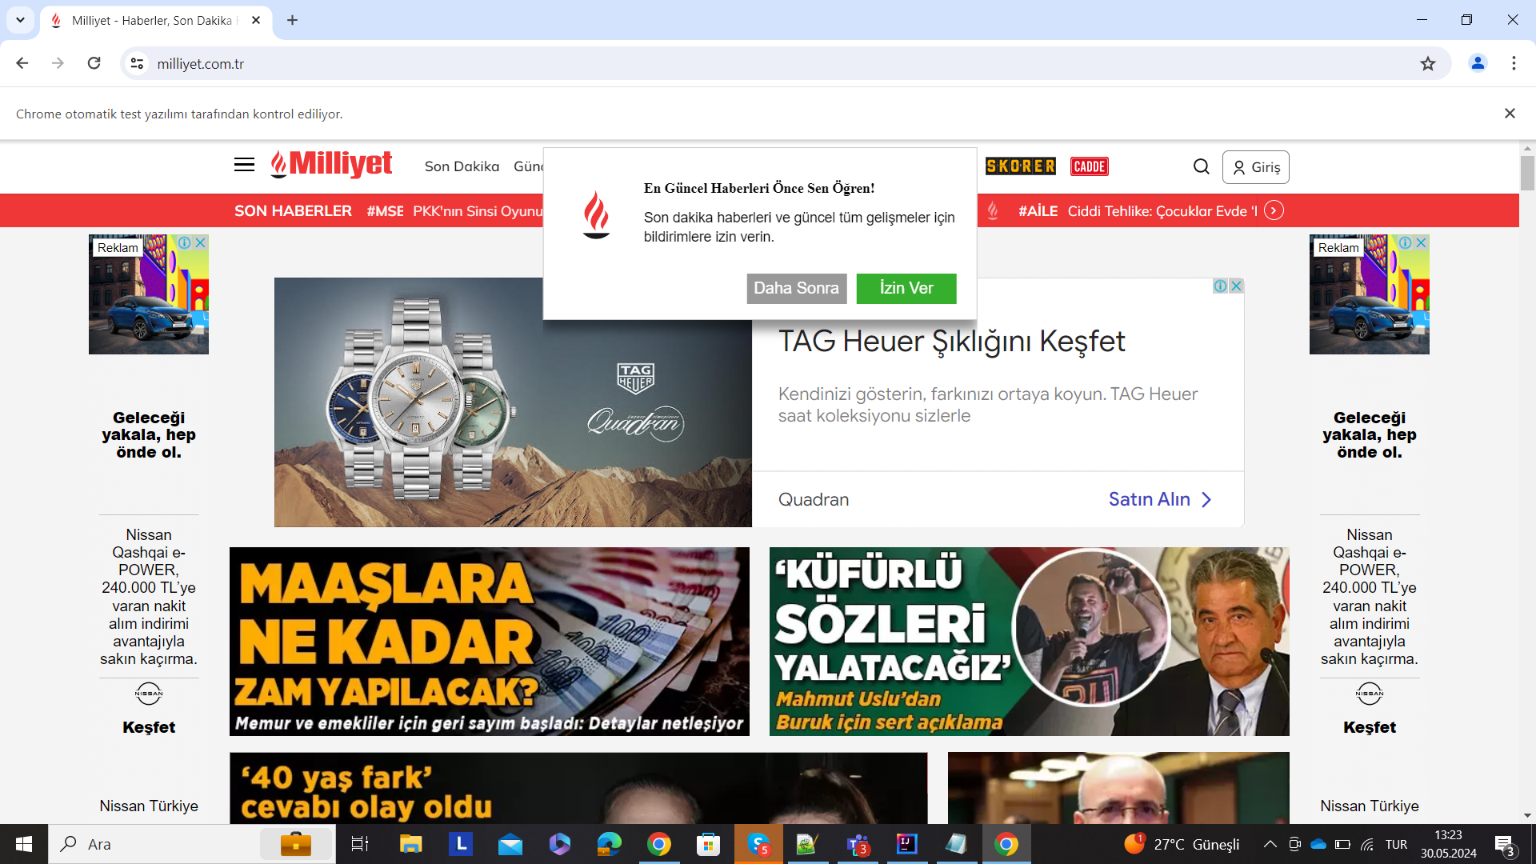 Milliyet - Haberler, Son Dakika
milliyet.com.tr
Chrome otomatik test yazılımı tarafından kontrol ediliyor.
Milliyet
Son Dakika
SKORER
CADDE
Giriş
En Güncel Haberleri Önce Sen Öğren!
Son dakika haberleri ve güncel tüm gelişmeler için
bildirimlere izin verin.
Daha Sonra
İzin Ver
SON HABERLER #MSE PKK'nın Sinsi Oyunu
#AİLE Ciddi Tehlike: Çocuklar Evde
Reklam
Geleceği
yakala, hep
önde ol.
Nissan
Qashqai e-
POWER,
240.000 TL'ye
varan nakit
alım indirimi
avantajıyla
sakın kaçırma.
NISSAN
Keşfet
Nissan Türkiye
TAG
HEUER
Quadran
TAG Heuer Şıklığını Keşfet
Kendinizi gösterin, farkınızı ortaya koyun. TAG Heuer
saat koleksiyonu sizlerle
Quadran
Satın Alın
MAAŞLARA
NE KADAR
ZAM YAPILACAK?
Memur ve emekliler için geri sayım başladı: Detaylar netleşiyor
'KÜFÜRLÜ
SÖZLERİ
YALATACAĞIZ'
Mahmut Uslu'dan
Buruk için sert açıklama
'40 yaş fark'
cevabı olay oldu
Reklam
Geleceği
yakala, hep
önde ol.
Nissan
Qashqai e-
POWER,
240.000 TL'ye
varan nakit
alım indirimi
avantajıyla
sakın kaçırma.
NISSAN
Keşfet
Nissan Türkiye
Ara
27°C Güneşli
TUR
13:23
30.05.2024